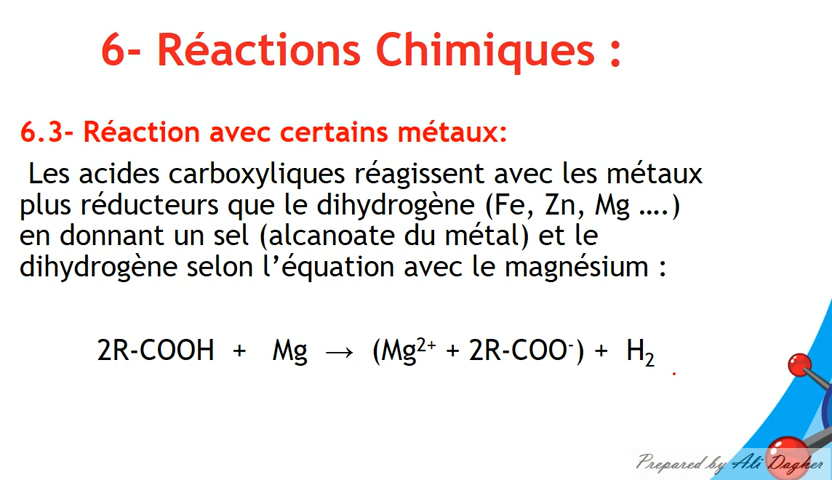 6- Réactions Chimiques :
6.3- Réaction avec certains métaux:
Les acides carboxyliques réagissent avec les métaux
plus réducteurs que le dihydrogène (Fe, Zn, Mg ....)
en donnant un sel (alcanoate du métal) et le
dihydrogène selon l’équation avec le magnésium :
2R-COOH + Mg → (Mg²⁺ + 2R-COO⁻) + H₂
Prepared by Ali Dagher